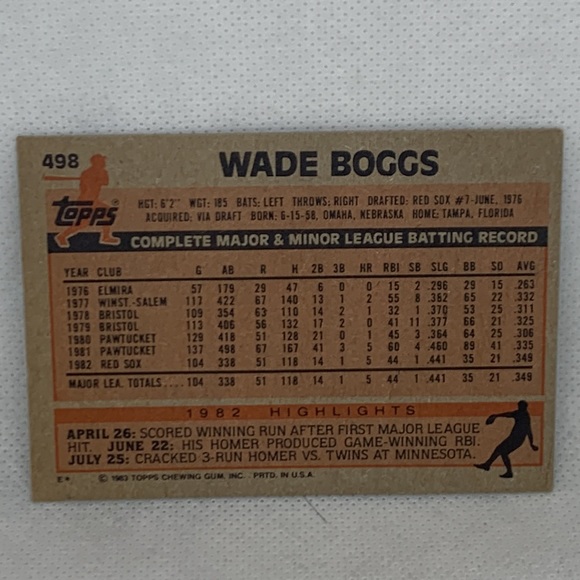 498
WADE BOGGS
Topps®
HGT: 6'2" WGT: 185 BATS: LEFT THROWS: RIGHT DRAFTED: RED SOX #7-JUNE, 1976
ACQUIRED: VIA DRAFT BORN: 6-15-58, OMAHA, NEBRASKA HOME: TAMPA, FLORIDA
COMPLETE MAJOR & MINOR LEAGUE BATTING RECORD
YEAR CLUB G AB R H 2B 3B HR RBI SB SLG BB SO AVG
1976 ELMIRA 57 179 29 47 6 0 0 15 2 .296 29 15 .263
1977 WINST.-SALEM 117 422 67 140 13 1 2 55 8 .362 65 22 .332
1978 BRISTOL 109 354 63 110 14 2 1 32 1 .370 53 25 .311
1979 BRISTOL 113 406 56 132 17 2 0 41 11 .377 66 21 .325
1980 PAWTUCKET 129 418 51 128 21 0 1 45 3 .364 64 25 .306
1981 PAWTUCKET 137 498 67 167 41 3 5 60 4 .460 89 41 .335
1982 RED SOX 104 338 51 118 14 1 5 44 1 .441 35 21 .349
MAJOR LEA. TOTALS.... 104 338 51 118 14 1 5 44 1 .441 35 21 .349
1982 HIGHLIGHTS
APRIL 26: SCORED WINNING RUN AFTER FIRST MAJOR LEAGUE
HIT. JUNE 22: HIS HOMER PRODUCED GAME-WINNING RBI.
JULY 25: CRACKED 3-RUN HOMER VS. TWINS AT MINNESOTA.
E* © 1983 TOPPS CHEWING GUM, INC. PRTD. IN U.S.A.